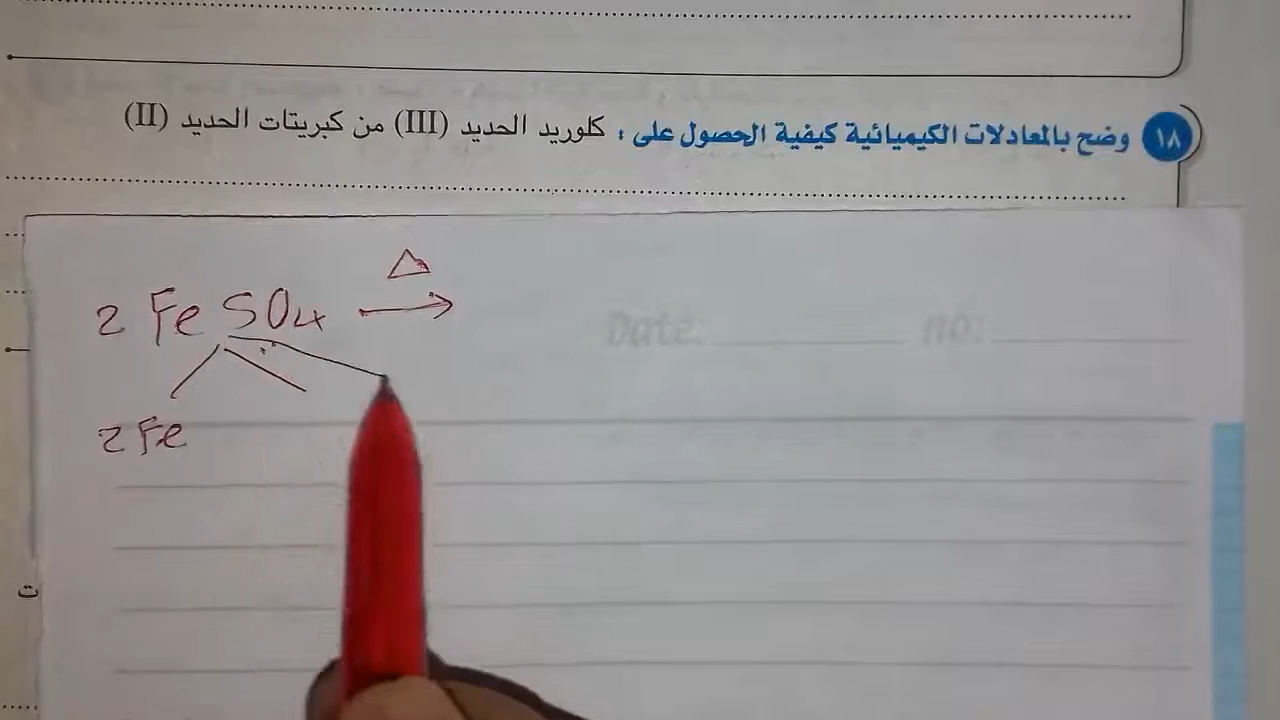 ١٨ وضح بالمعادلات الكيميائية كيفية الحصول على : كلوريد الحديد (III) من كبريتات الحديد (II)
Δ
2 FeSO4 →
Date: no:
2 Fe
ت